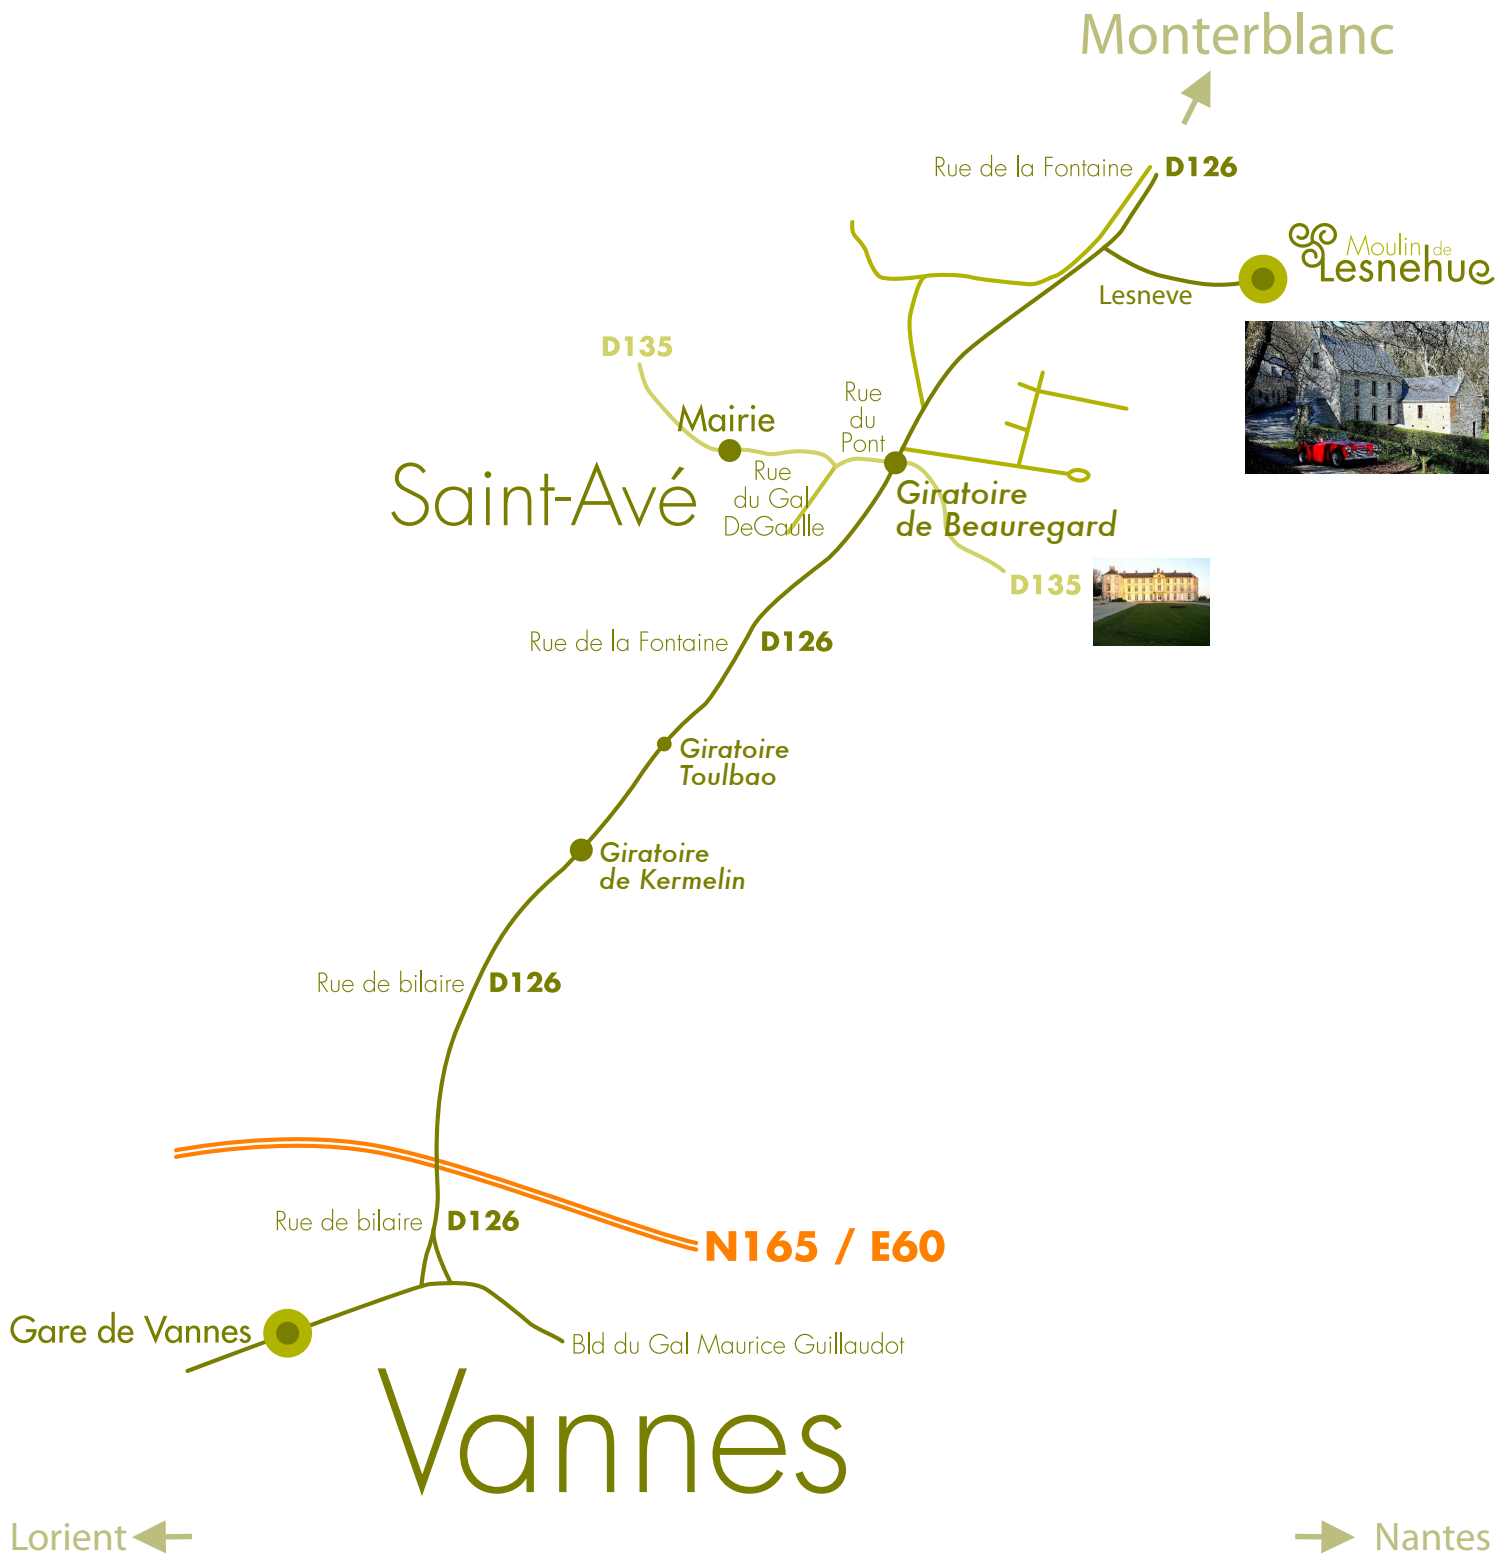 Monterblanc
Rue de la Fontaine D126
Moulin de
Lesnehue
Lesneve
D135
Rue
du
Pont
Mairie
Rue
du Gal
DeGaulle
Saint-Avé
Giratoire
de Beauregard
D135
Rue de la Fontaine D126
Giratoire
Toulbao
Giratoire
de Kermelin
Rue de bilaire D126
Rue de bilaire D126
N165 / E60
Gare de Vannes
Bld du Gal Maurice Guillaudot
Vannes
Lorient
Nantes